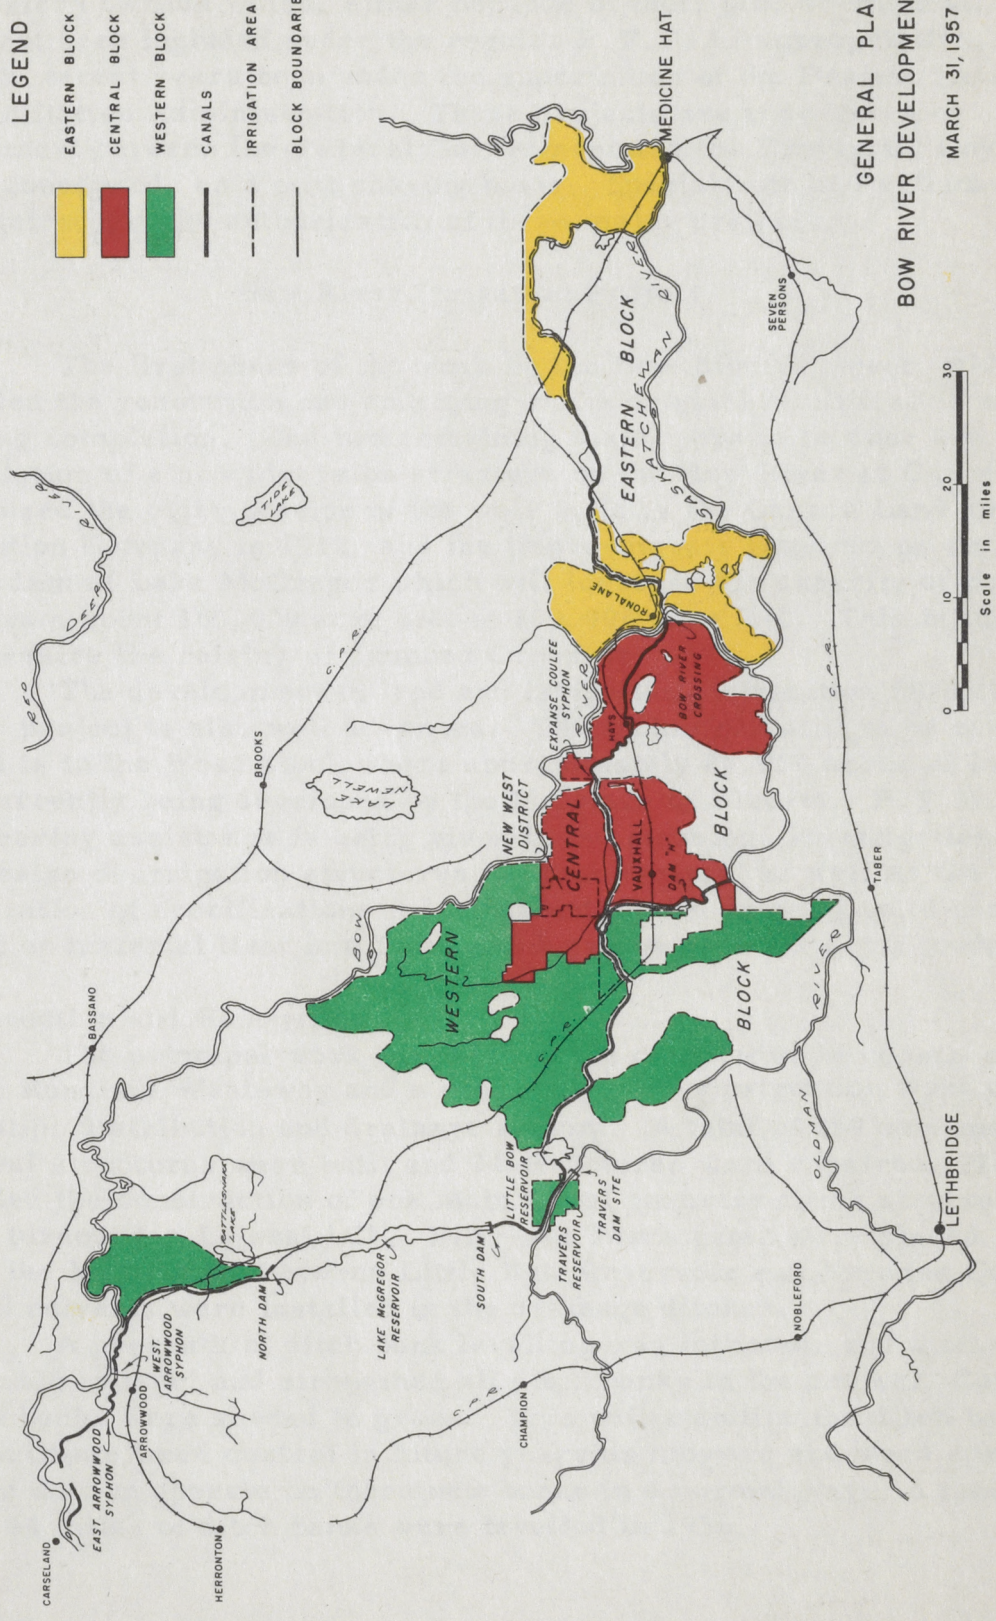 LEGEND
EASTERN BLOCK
CENTRAL BLOCK
WESTERN BLOCK
CANALS
IRRIGATION AREA
BLOCK BOUNDARIE
GENERAL PLA
BOW RIVER DEVELOPMEN
MARCH 31, 1957
CARSELAND
EAST ARROWWOOD
SYPHON
HERRONTON
ARROWWOOD
WEST
ARROWWOOD
SYPHON
NORTH DAM
RATTLESNAKE
LAKE
LAKE McGREGOR
RESERVOIR
SOUTH DAM
LITTLE BOW
RESERVOIR
TRAVERS
RESERVOIR
TRAVERS
DAM SITE
C.P.R.
CHAMPION
NOBLEFORD
LETHBRIDGE
OLDMAN
RIVER
BASSANO
BOW
RIVER
WESTERN
BLOCK
C.P.R.
NEW WEST
DISTRICT
CENTRAL
BLOCK
VAUXHALL
DAM "H"
TABER
C.P.R.
BROOKS
LAKE
NEWELL
C.P.R.
EXPANSE COULEE
SYPHON
HAYS
BOW RIVER
CROSSING
RONALANE
RED
DEER
RIVER
TIDE
LAKE
EASTERN
BLOCK
SASKATCHEWAN
RIVER
SEVEN
PERSONS
MEDICINE HAT
0 10 20 30
Scale in miles